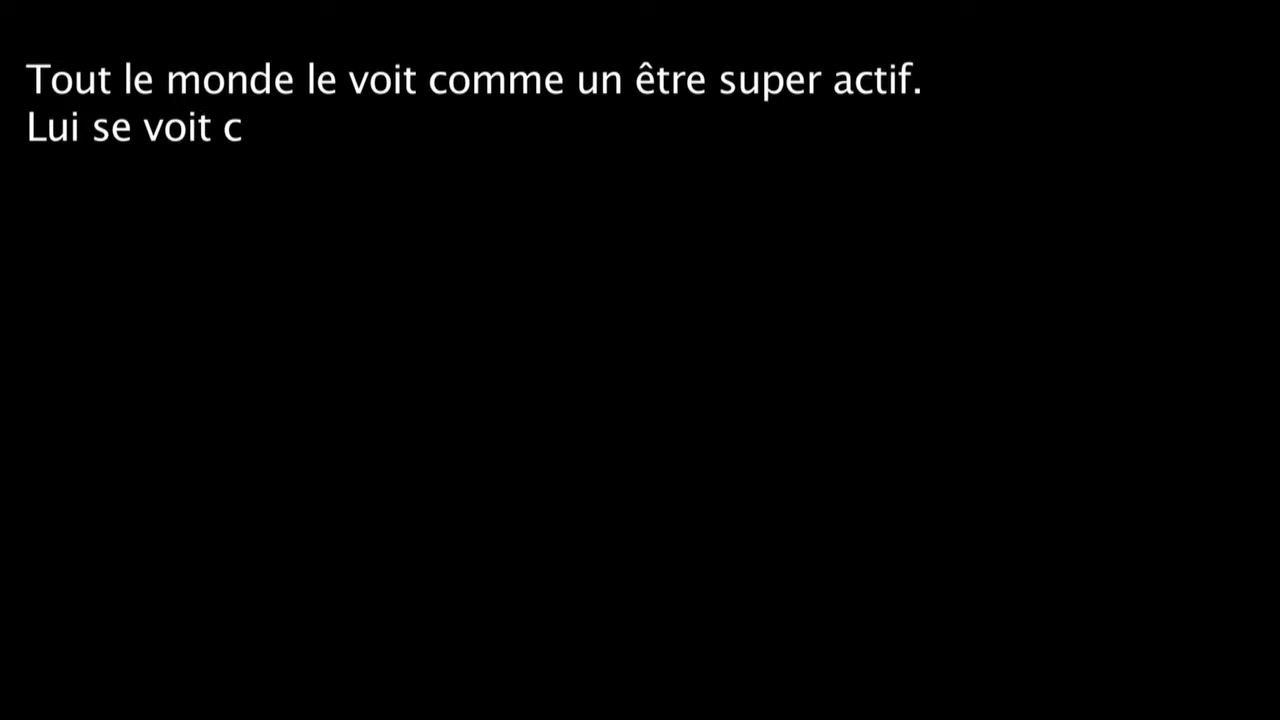 Tout le monde le voit comme un être super actif.
Lui se voit c